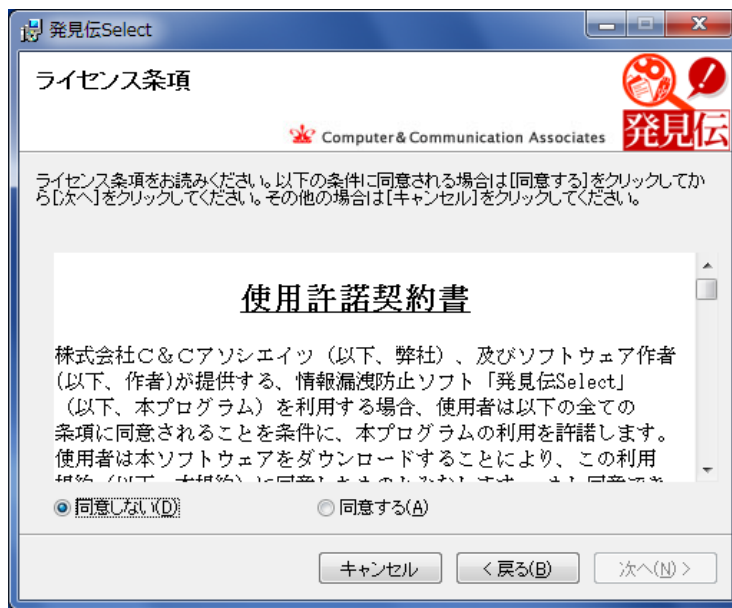 発見伝Select
ライセンス条項
Computer & Communication Associates
発見伝
ライセンス条項をお読みください。以下の条件に同意される場合は[同意する]をクリックしてか
ら[次へ]をクリックしてください。その他の場合は[キャンセル]をクリックしてください。
使用許諾契約書
株式会社C&Cアソシエイツ（以下、弊社）、及びソフトウェア作者
(以下、作者)が提供する、情報漏洩防止ソフト「発見伝Select」
（以下、本プログラム）を利用する場合、使用者は以下の全ての
条項に同意されることを条件に、本プログラムの利用を許諾します。
使用者は本ソフトウェアをダウンロードすることにより、この利用
同意しない(D)
同意する(A)
キャンセル
< 戻る(B)
次へ(N) >